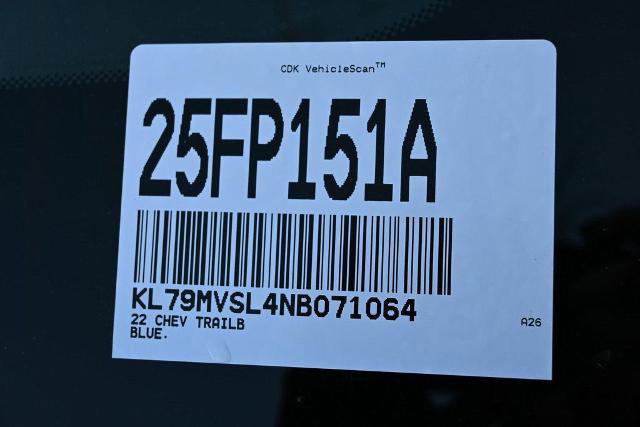 CDK VehicleScan™
25FP151A
KL79MVSL4NB071064
22 CHEV TRAILB
BLUE.
A26